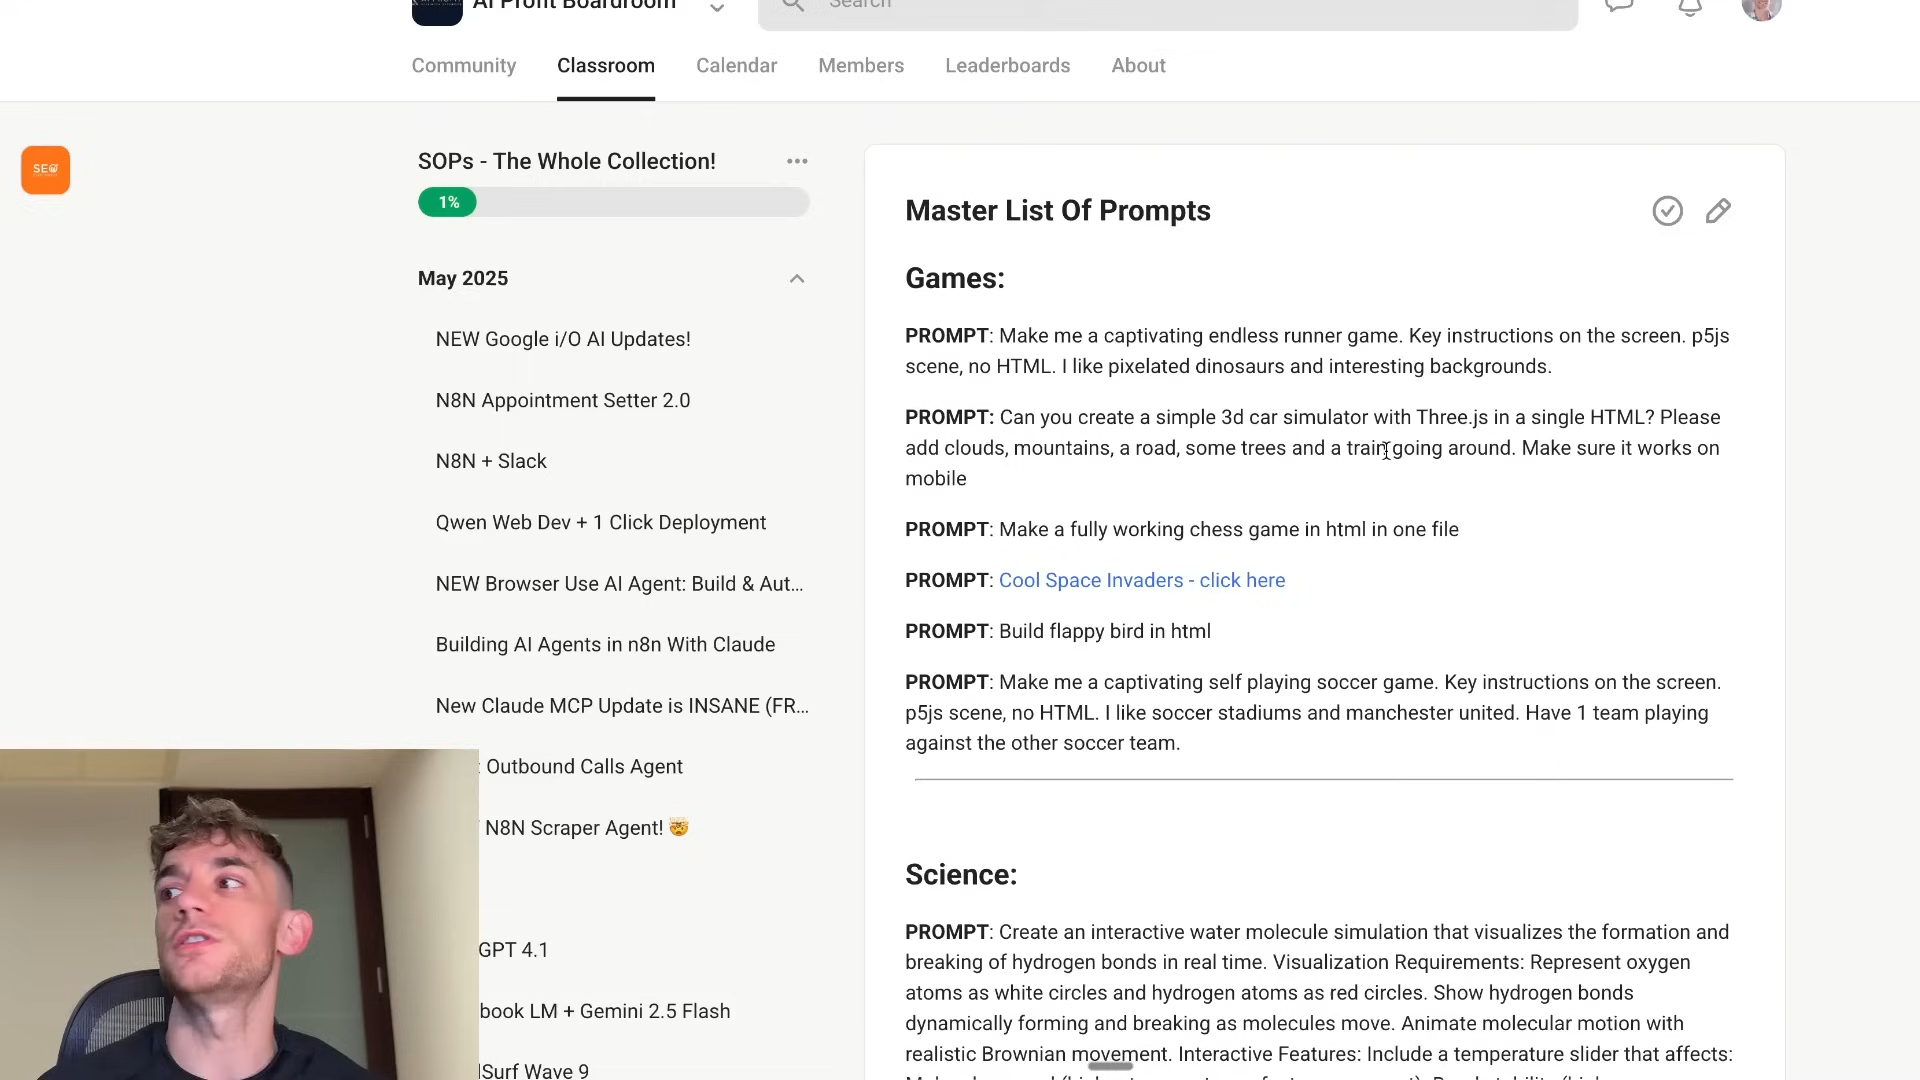 AI Profit Boardroom
Search
Community
Classroom
Calendar
Members
Leaderboards
About
SEO
SOPs - The Whole Collection!
1%
May 2025
NEW Google i/O AI Updates!
N8N Appointment Setter 2.0
N8N + Slack
Qwen Web Dev + 1 Click Deployment
NEW Browser Use AI Agent: Build & Aut...
Building AI Agents in n8n With Claude
New Claude MCP Update is INSANE (FR...
: Outbound Calls Agent
N8N Scraper Agent! 🤯
GPT 4.1
book LM + Gemini 2.5 Flash
Surf Wave 9
Master List Of Prompts
Games:
PROMPT: Make me a captivating endless runner game. Key instructions on the screen. p5js
scene, no HTML. I like pixelated dinosaurs and interesting backgrounds.
PROMPT: Can you create a simple 3d car simulator with Three.js in a single HTML? Please
add clouds, mountains, a road, some trees and a train going around. Make sure it works on
mobile
PROMPT: Make a fully working chess game in html in one file
PROMPT: Cool Space Invaders - click here
PROMPT: Build flappy bird in html
PROMPT: Make me a captivating self playing soccer game. Key instructions on the screen.
p5js scene, no HTML. I like soccer stadiums and manchester united. Have 1 team playing
against the other soccer team.
Science:
PROMPT: Create an interactive water molecule simulation that visualizes the formation and
breaking of hydrogen bonds in real time. Visualization Requirements: Represent oxygen
atoms as white circles and hydrogen atoms as red circles. Show hydrogen bonds
dynamically forming and breaking as molecules move. Animate molecular motion with
realistic Brownian movement. Interactive Features: Include a temperature slider that affects: